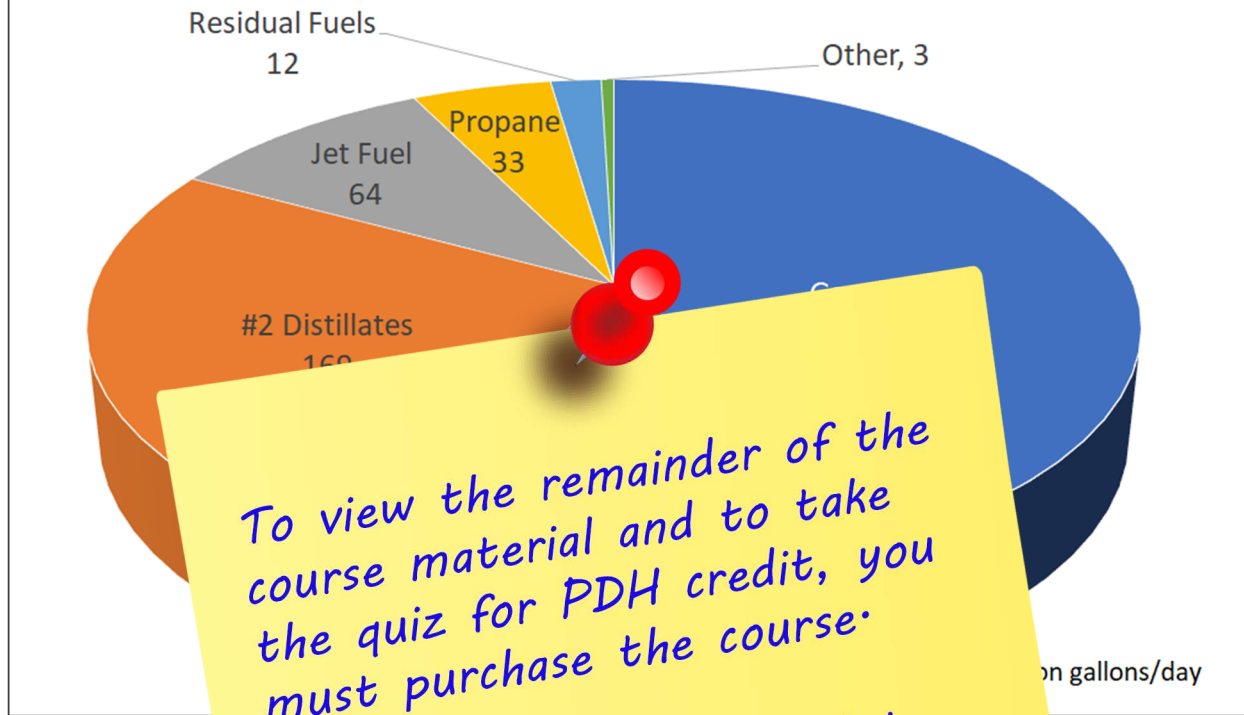 Residual Fuels
12
Other, 3
Propane
33
Jet Fuel
64
#2 Distillates
169
To view the remainder of the
course material and to take
the quiz for PDH credit, you
must purchase the course.
gallons/day